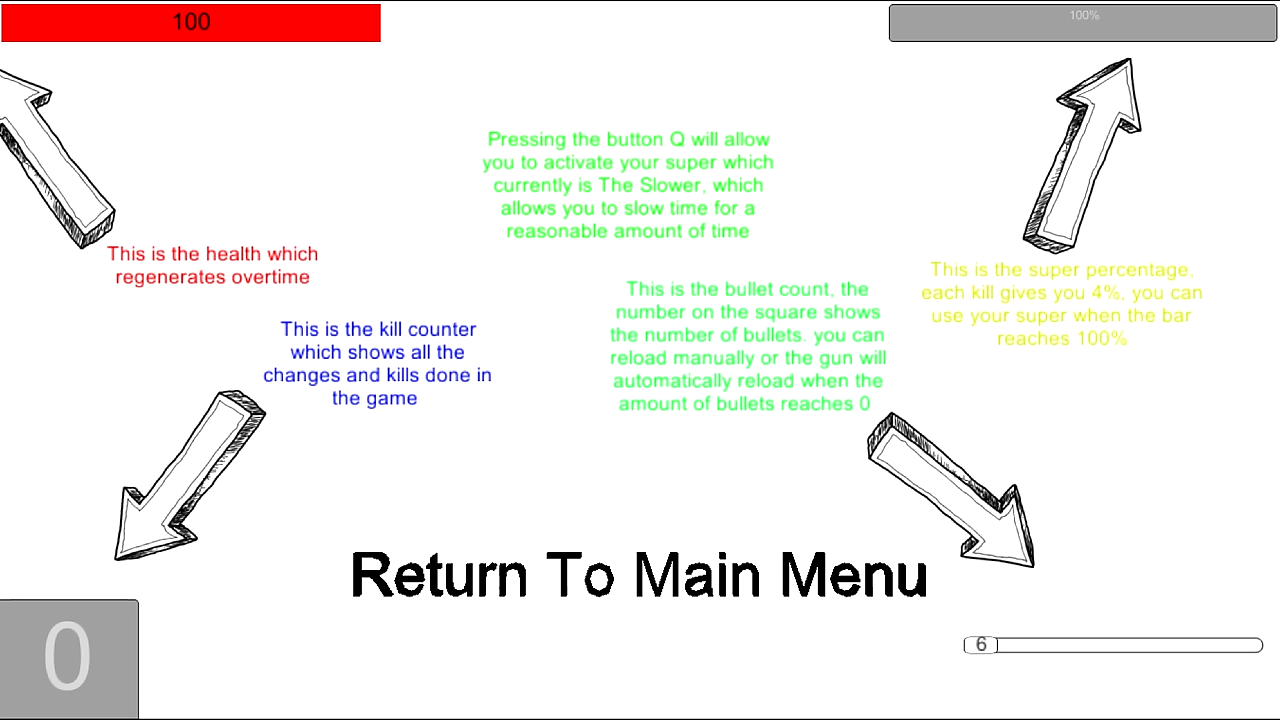 100
100%
Pressing the button Q will allow
you to activate your super which
currently is The Slower, which
allows you to slow time for a
reasonable amount of time
This is the health which
regenerates overtime
This is the super percentage,
each kill gives you 4%, you can
use your super when the bar
reaches 100%
This is the bullet count, the
number on the square shows
the number of bullets. you can
reload manually or the gun will
automatically reload when the
amount of bullets reaches 0
This is the kill counter
which shows all the
changes and kills done in
the game
Return To Main Menu
0
6